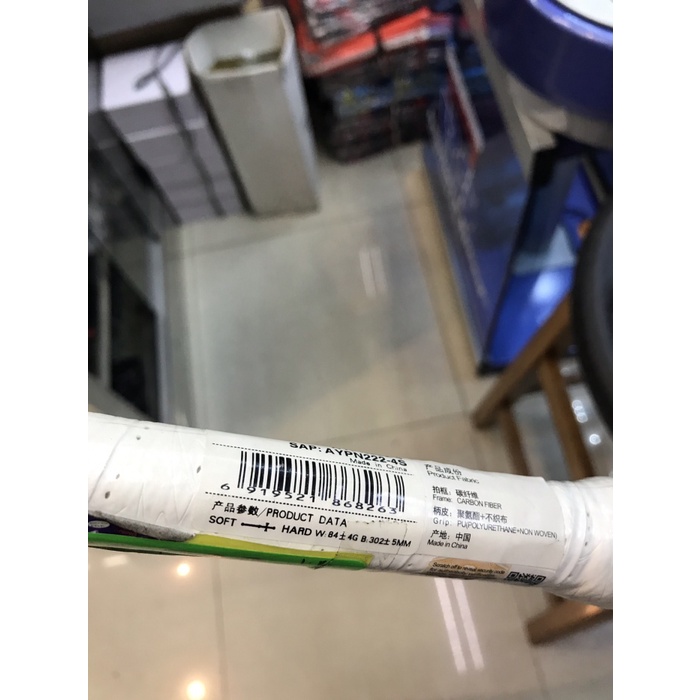 SAP: AYPN222-4S
Made in China
6 919521 868263
产品参数/PRODUCT DATA
SOFT HARD W. 84±4G B. 302±5MM
产品成份
Product Fabric
拍框: 碳纤维
Frame: CARBON FIBER
柄皮: 聚氨酯+不织布
Grip: PU(POLYURETHANE+NON WOVEN)
产地: 中国
Made in China